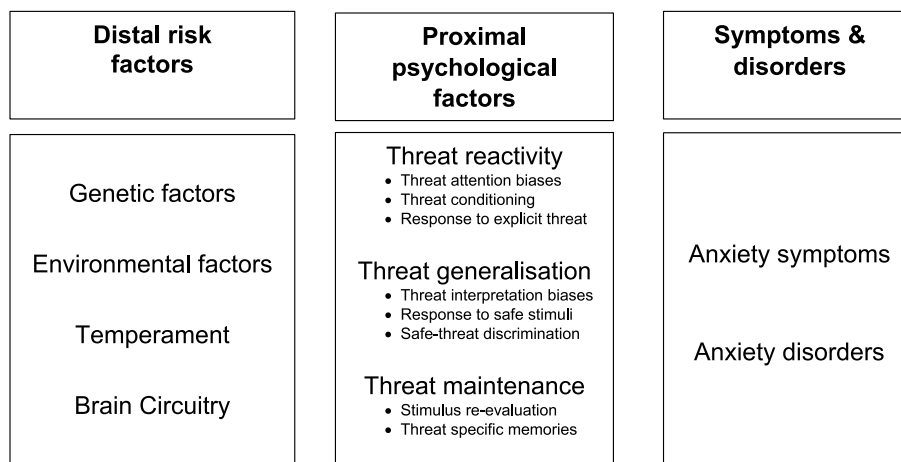 Distal risk
factors
Genetic factors
Environmental factors
Temperament
Brain Circuitry
Proximal
psychological
factors
Threat reactivity
• Threat attention biases
• Threat conditioning
• Response to explicit threat
Threat generalisation
• Threat interpretation biases
• Response to safe stimuli
• Safe-threat discrimination
Threat maintenance
• Stimulus re-evaluation
• Threat specific memories
Symptoms &
disorders
Anxiety symptoms
Anxiety disorders